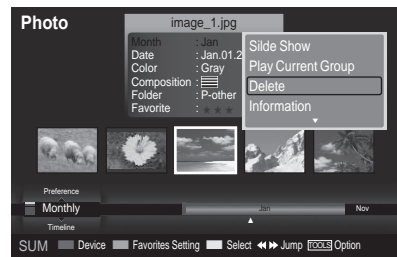 Photo
image_1.jpg
Month : Jan
Date : Jan.01.2
Color : Gray
Composition :
Folder : P-other
Favorite : ★ ★ ★
Silde Show
Play Current Group
Delete
Information
Preference
Monthly
Timeline
Jan
Nov
SUM Device Favorites Setting Select Jump TOOLS Option